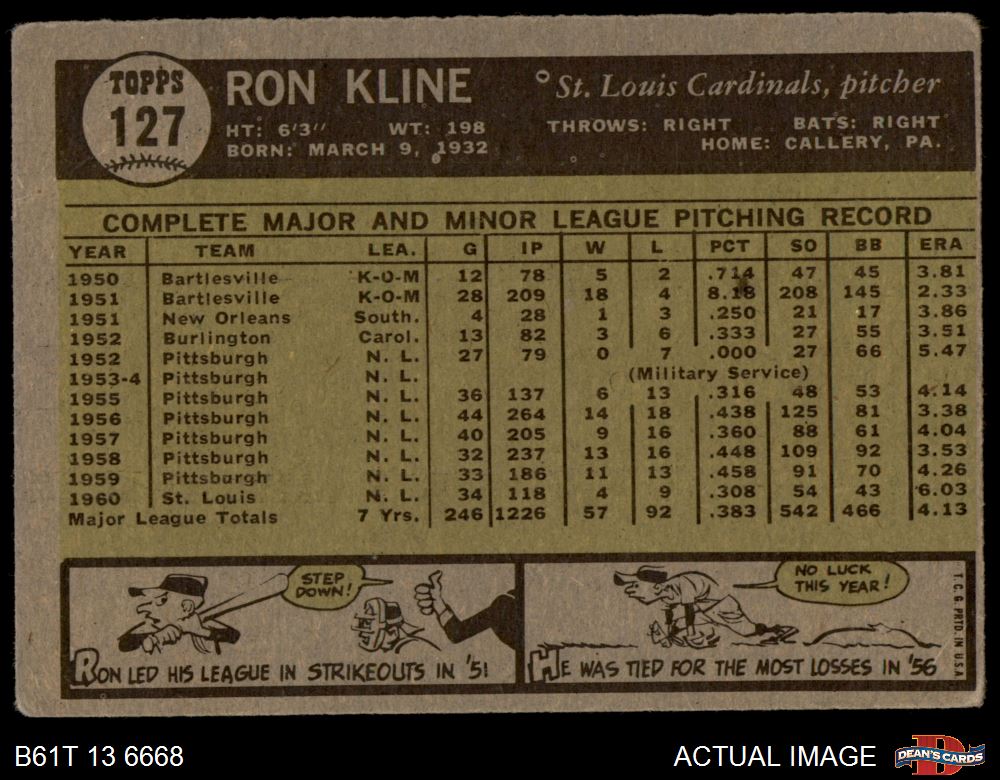 TOPPS
127
RON KLINE
St. Louis Cardinals, pitcher
HT: 6'3" WT: 198 THROWS: RIGHT BATS: RIGHT
BORN: MARCH 9, 1932 HOME: CALLERY, PA.
COMPLETE MAJOR AND MINOR LEAGUE PITCHING RECORD
YEAR TEAM LEA. G IP W L PCT SO BB ERA
1950 Bartlesville K-O-M 12 78 5 2 .714 47 45 3.81
1951 Bartlesville K-O-M 28 209 18 4 8.18 208 145 2.33
1951 New Orleans South. 4 28 1 3 .250 21 17 3.86
1952 Burlington Carol. 13 82 3 6 .333 27 55 3.51
1952 Pittsburgh N. L. 27 79 0 7 .000 27 66 5.47
1953-4 Pittsburgh N. L. (Military Service)
1955 Pittsburgh N. L. 36 137 6 13 .316 48 53 4.14
1956 Pittsburgh N. L. 44 264 14 18 .438 125 81 3.38
1957 Pittsburgh N. L. 40 205 9 16 .360 88 61 4.04
1958 Pittsburgh N. L. 32 237 13 16 .448 109 92 3.53
1959 Pittsburgh N. L. 33 186 11 13 .458 91 70 4.26
1960 St. Louis N. L. 34 118 4 9 .308 54 43 6.03
Major League Totals 7 Yrs. 246 1226 57 92 .383 542 466 4.13
STEP
DOWN!
RON LED HIS LEAGUE IN STRIKEOUTS IN '51
NO LUCK
THIS YEAR!
HE WAS TIED FOR THE MOST LOSSES IN '56
T.C.G. PRTD. IN U.S.A
B61T 13 6668
ACTUAL IMAGE
DEAN'S CARDS